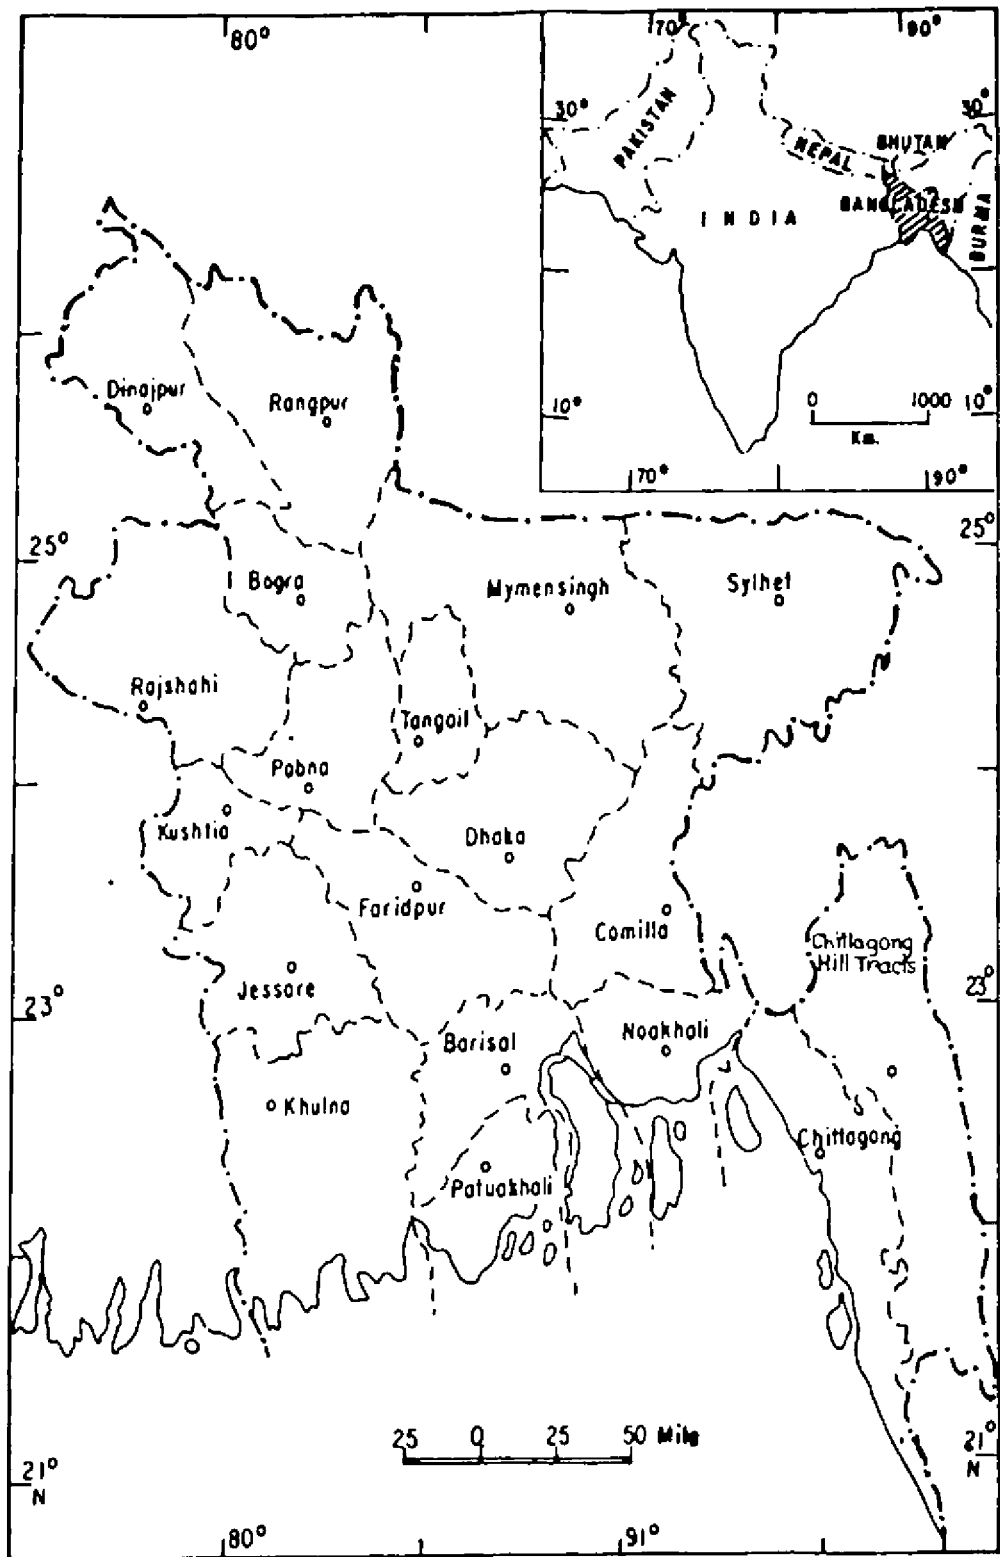 80°
70°
90°
30°
30°
PAKISTAN
NEPAL
BHUTAN
BANGLADESH
INDIA
BURMA
0 1000
Km.
10°
10°
70°
90°
Dinajpur
Rangpur
25°
25°
Bogra
Mymensingh
Sylhet
Rajshahi
Tangail
Pabna
Kushtia
Dhaka
Faridpur
Comilla
Chittagong
Hill Tracts
Jessore
23°
23°
Barisal
Noakhali
Khulna
Chittagong
Patuakhali
25 0 25 50 Mile
21°
N
21°
N
80°
91°